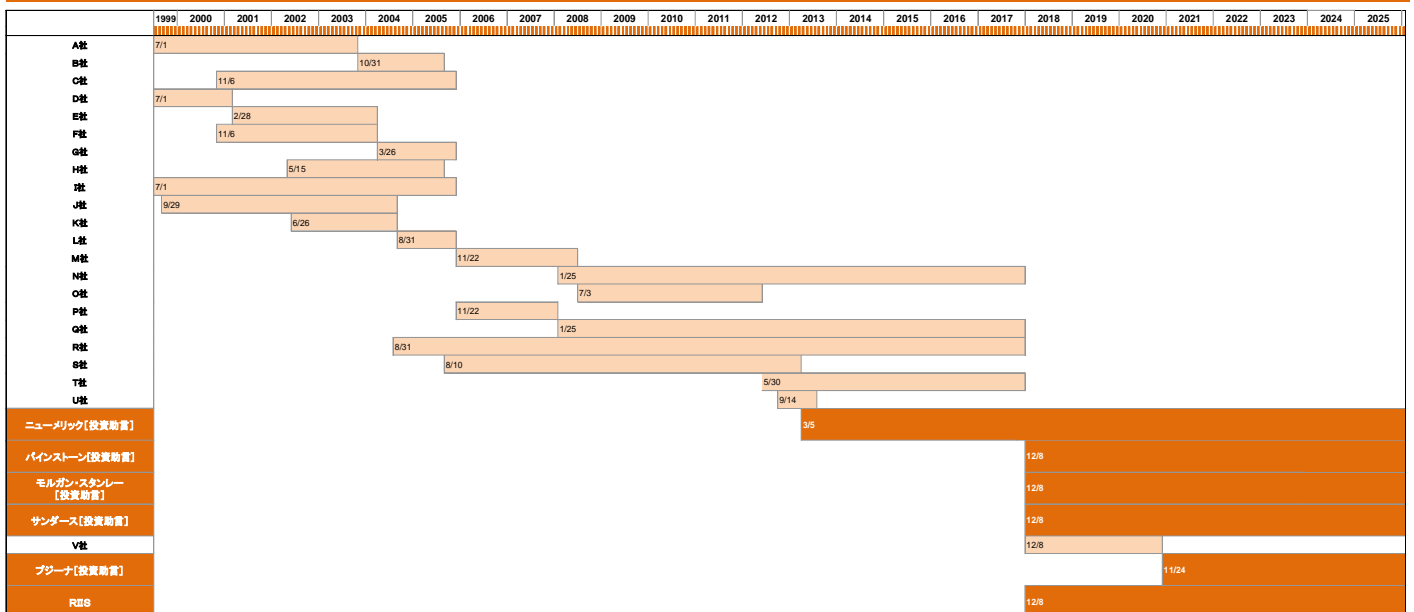 1999 2000 2001 2002 2003 2004 2005 2006 2007 2008 2009 2010 2011 2012 2013 2014 2015 2016 2017 2018 2019 2020 2021 2022 2023 2024 2025
A社 7/1
B社 10/31
C社 11/6
D社 7/1
E社 2/28
F社 11/6
G社 3/26
H社 5/15
I社 7/1
J社 9/29
K社 6/26
L社 8/31
M社 11/22
N社 1/25
O社 7/3
P社 11/22
Q社 1/25
R社 8/31
S社 8/10
T社 5/30
U社 9/14
ニューメリック[投資助言] 3/5
パインストーン[投資助言] 12/8
モルガン・スタンレー
[投資助言] 12/8
サンダース[投資助言] 12/8
V社 12/8
プジーナ[投資助言] 11/24
RIIS 12/8